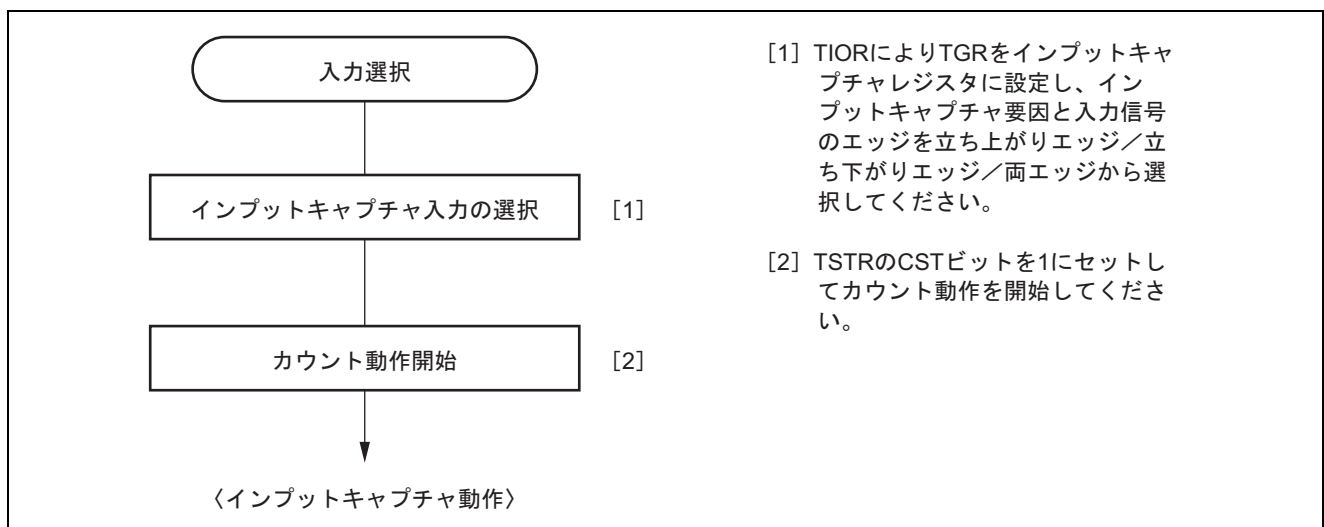 入力選択
インプットキャプチャ入力の選択 [1]
カウント動作開始 [2]
〈インプットキャプチャ動作〉
[1] TIORによりTGRをインプットキャ
プチャレジスタに設定し、イン
プットキャプチャ要因と入力信号
のエッジを立ち上がりエッジ／立
ち下がりエッジ／両エッジから選
択してください。
[2] TSTRのCSTビットを1にセットし
てカウント動作を開始してくださ
い。